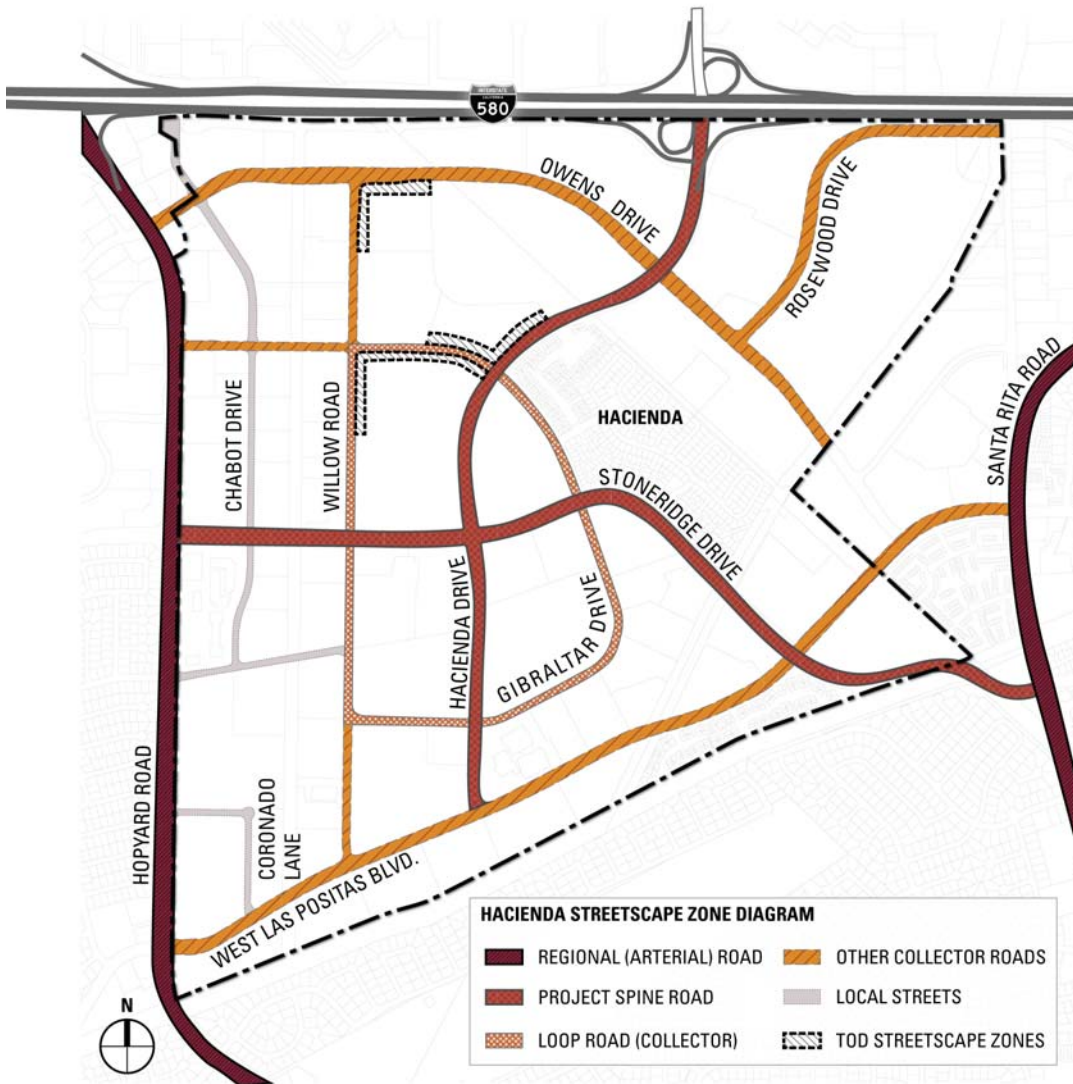 INTERSTATE
CALIFORNIA
580
OWENS DRIVE
ROSEWOOD DRIVE
SANTA RITA ROAD
CHABOT DRIVE
WILLOW ROAD
HACIENDA
STONERIDGE DRIVE
HACIENDA DRIVE
GIBRALTAR DRIVE
HOPYARD ROAD
CORONADO
LANE
WEST LAS POSITAS BLVD.
N
HACIENDA STREETSCAPE ZONE DIAGRAM
REGIONAL (ARTERIAL) ROAD
OTHER COLLECTOR ROADS
PROJECT SPINE ROAD
LOCAL STREETS
LOOP ROAD (COLLECTOR)
TOD STREETSCAPE ZONES